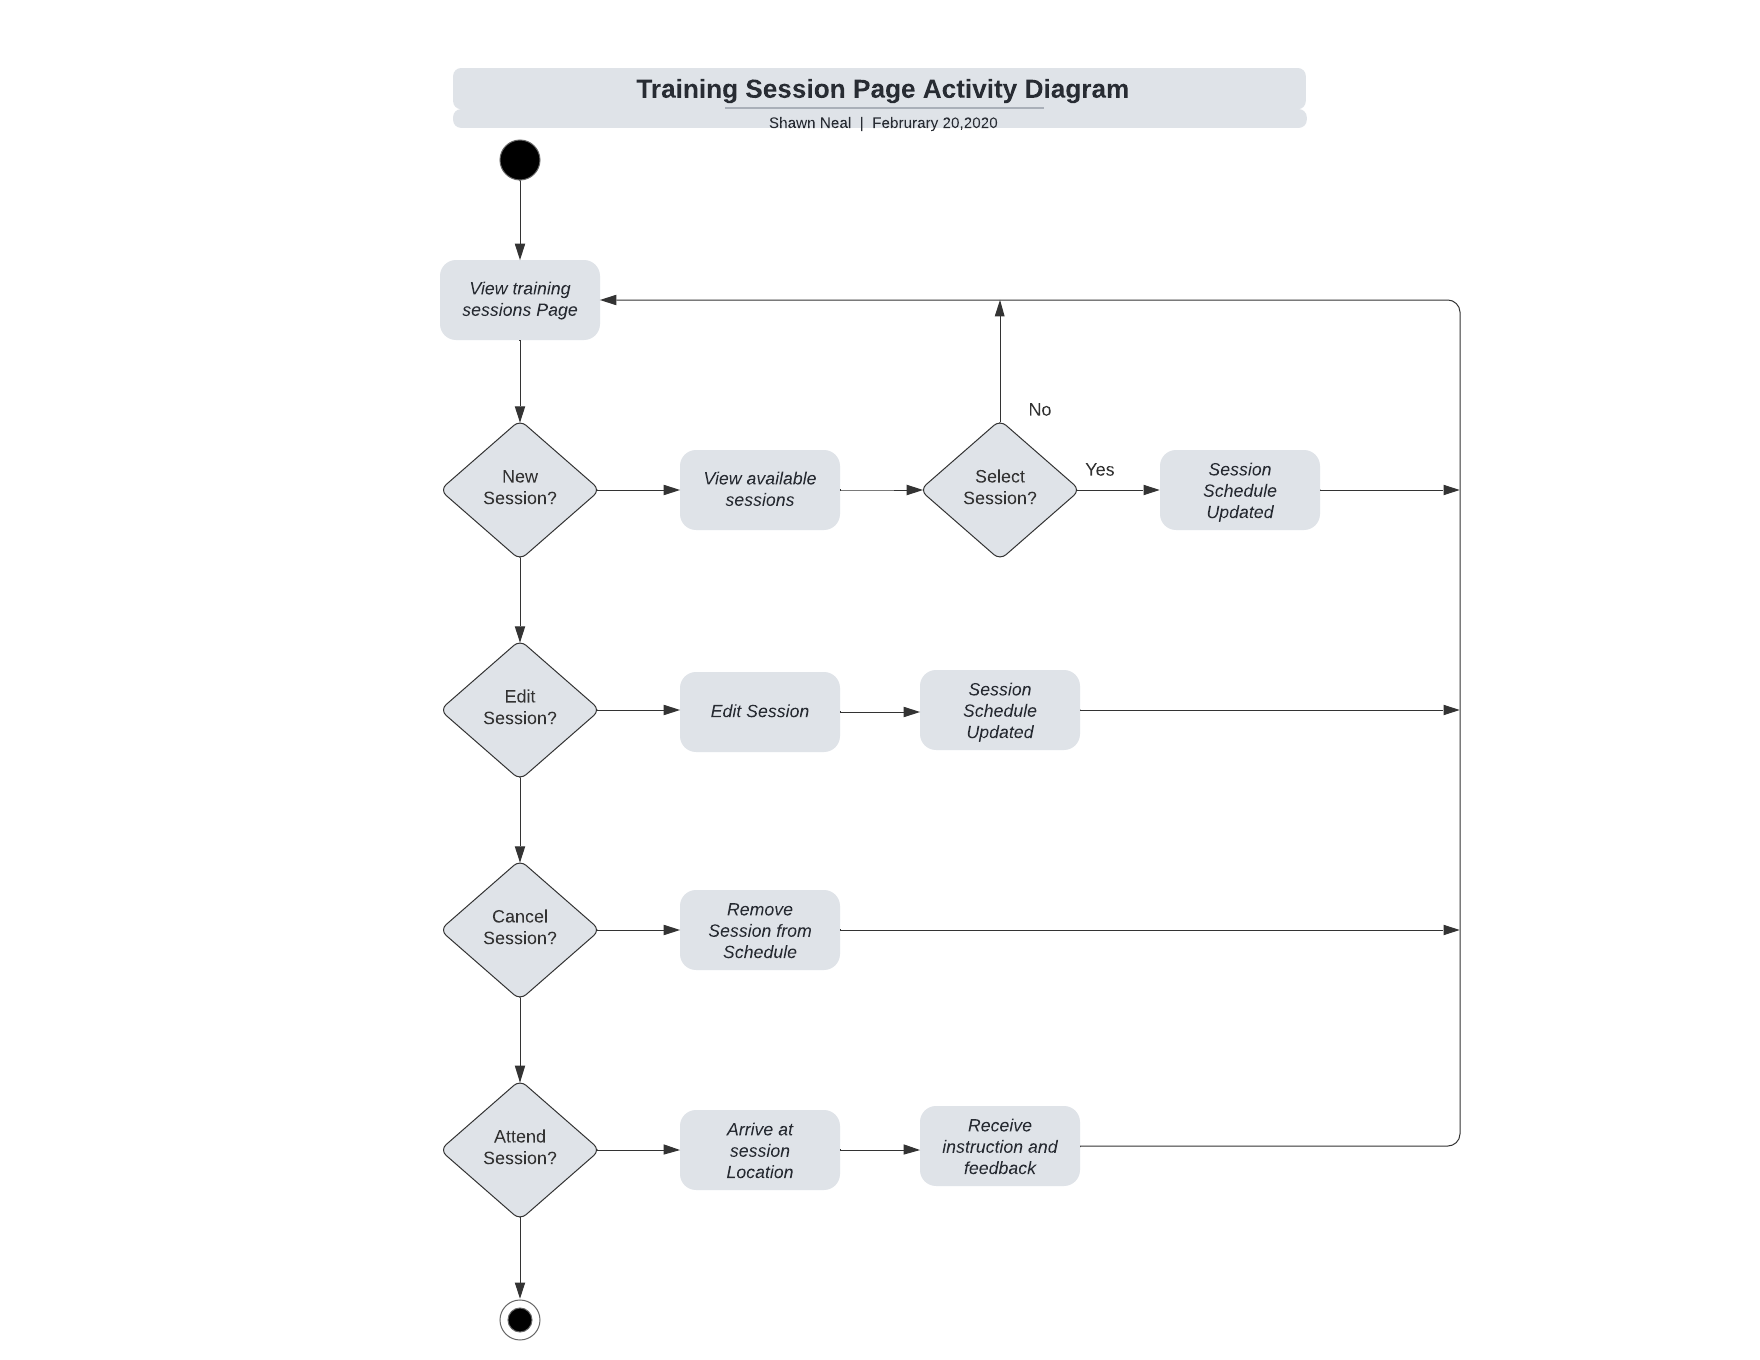 Training Session Page Activity Diagram
Shawn Neal | Februrary 20,2020
View training
sessions Page
No
New
Session?
View available
sessions
Select
Session?
Yes
Session
Schedule
Updated
Edit
Session?
Edit Session
Session
Schedule
Updated
Cancel
Session?
Remove
Session from
Schedule
Attend
Session?
Arrive at
session
Location
Receive
instruction and
feedback